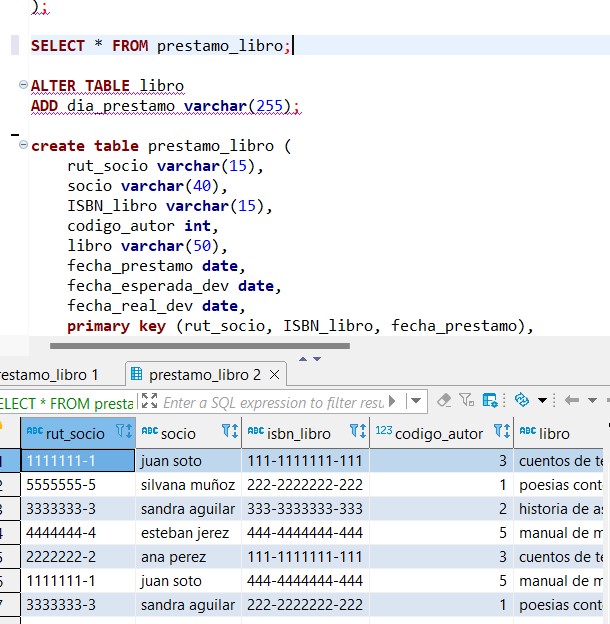 );
SELECT * FROM prestamo_libro;
ALTER TABLE libro
ADD dia_prestamo varchar(255);
create table prestamo_libro (
rut_socio varchar(15),
socio varchar(40),
ISBN_libro varchar(15),
codigo_autor int,
libro varchar(50),
fecha_prestamo date,
fecha_esperada_dev date,
fecha_real_dev date,
primary key (rut_socio, ISBN_libro, fecha_prestamo),
restamo_libro 1 prestamo_libro 2
ELECT * FROM presta Enter a SQL expression to filter resu
ABC rut_socio ABC socio ABC isbn_libro 123 codigo_autor ABC libro
1 1111111-1 juan soto 111-1111111-111 3 cuentos de te
2 5555555-5 silvana muñoz 222-2222222-222 1 poesias cont
3 3333333-3 sandra aguilar 333-3333333-333 2 historia de as
4 4444444-4 esteban jerez 444-4444444-444 5 manual de m
5 2222222-2 ana perez 111-1111111-111 3 cuentos de te
6 1111111-1 juan soto 444-4444444-444 5 manual de m
7 3333333-3 sandra aguilar 222-2222222-222 1 poesias cont